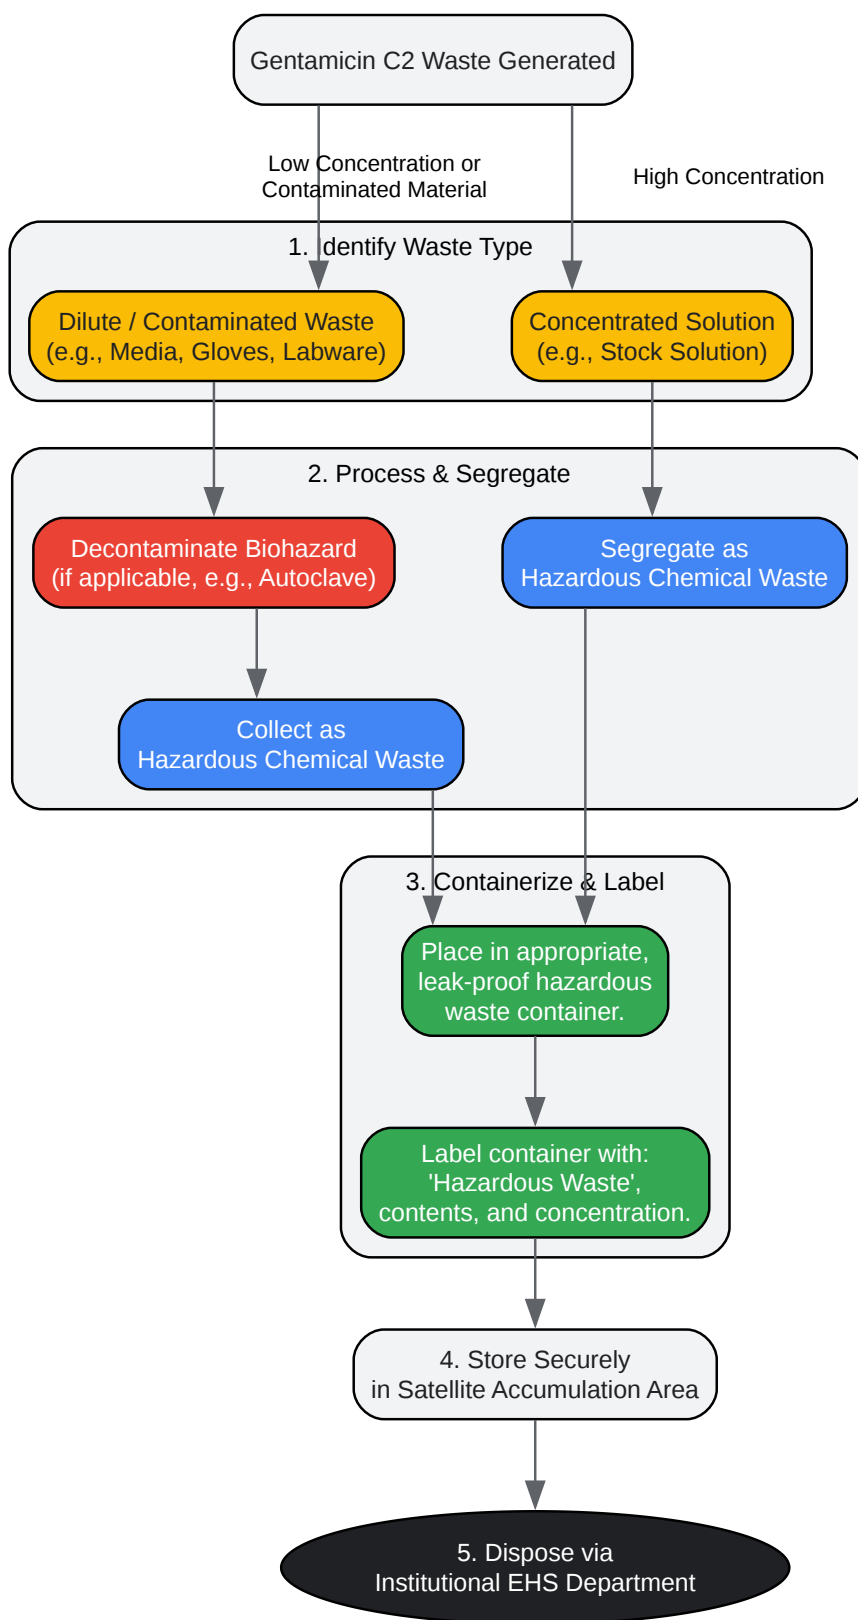 Gentamicin C2 Waste Generated
Low Concentration or
Contaminated Material
High Concentration
1. Identify Waste Type
Dilute / Contaminated Waste
(e.g., Media, Gloves, Labware)
Concentrated Solution
(e.g., Stock Solution)
2. Process & Segregate
Decontaminate Biohazard
(if applicable, e.g., Autoclave)
Segregate as
Hazardous Chemical Waste
Collect as
Hazardous Chemical Waste
3. Containerize & Label
Place in appropriate,
leak-proof hazardous
waste container.
Label container with:
'Hazardous Waste',
contents, and concentration.
4. Store Securely
in Satellite Accumulation Area
5. Dispose via
Institutional EHS Department